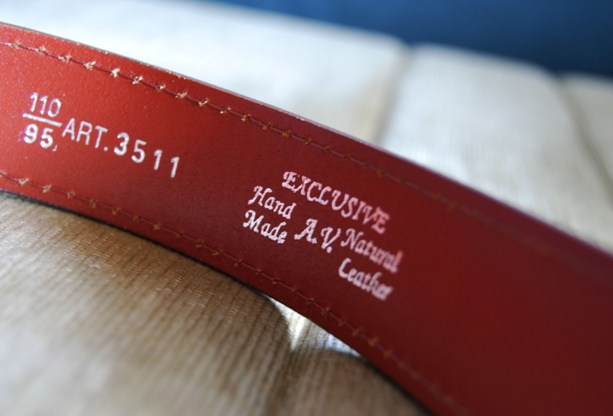 110
95 ART. 3511
EXCLUSIVE
Hand Made A.V. Natural Leather